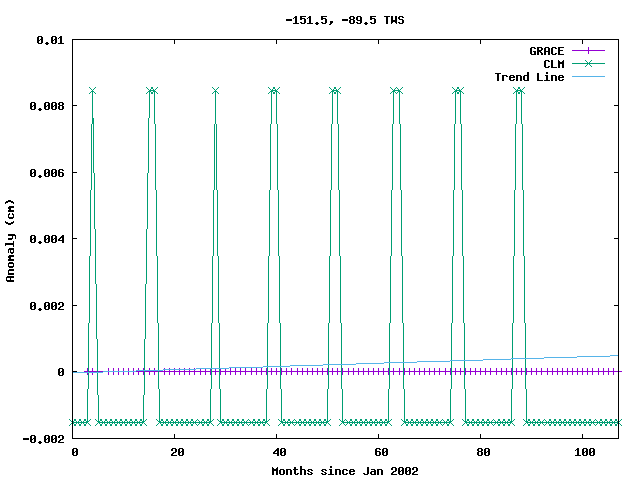 -151.5, -89.5 TWS
GRACE
CLM
Trend Line
0.01
0.008
0.006
0.004
0.002
0
-0.002
Anomaly (cm)
0 20 40 60 80 100
Months since Jan 2002